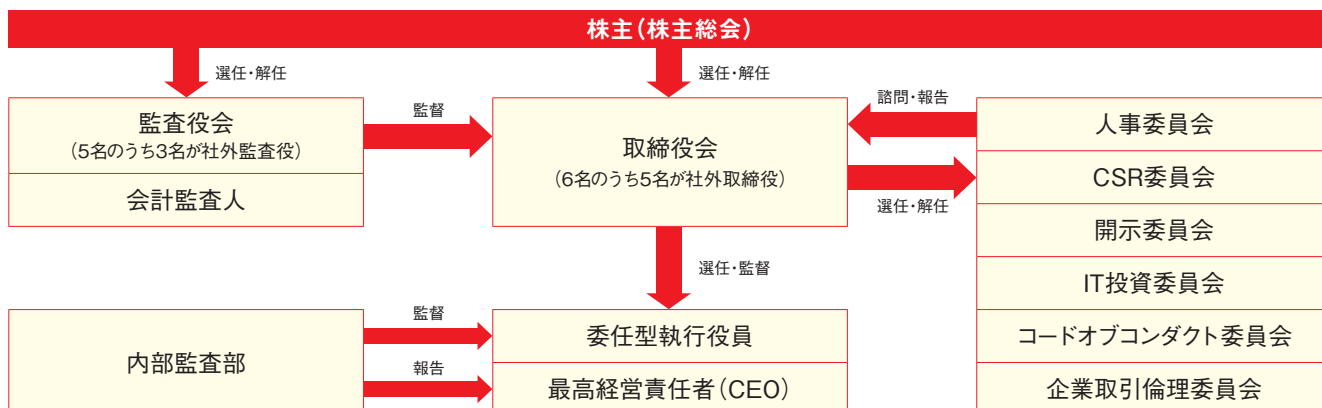 株主（株主総会）
選任・解任
選任・解任
監査役会
（5名のうち3名が社外監査役）
会計監査人
監督
取締役会
（6名のうち5名が社外取締役）
諮問・報告
選任・解任
人事委員会
CSR委員会
開示委員会
IT投資委員会
コードオブコンダクト委員会
企業取引倫理委員会
選任・監督
内部監査部
監督
報告
委任型執行役員
最高経営責任者（CEO）